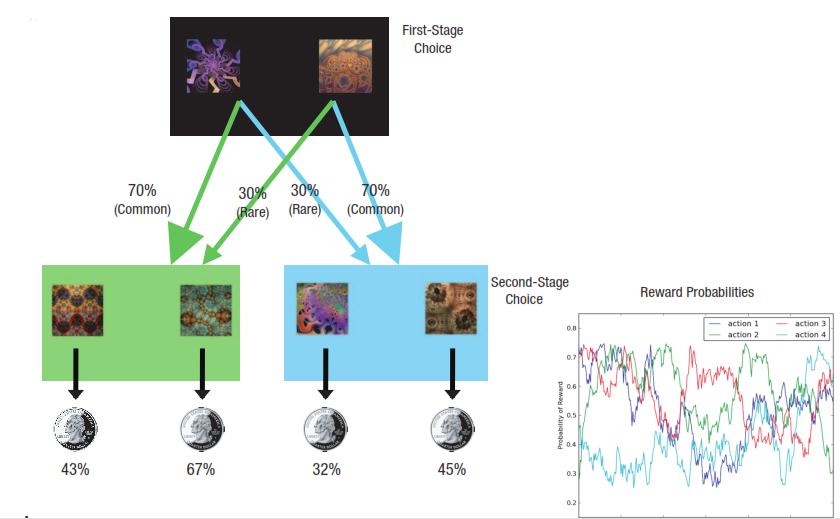 First-Stage
Choice
70%
(Common)
30%
(Rare)
30%
(Rare)
70%
(Common)
Second-Stage
Choice
43%
67%
32%
45%
Reward Probabilities
action 1
action 2
action 3
action 4
Probability of Reward
0.8
0.7
0.6
0.5
0.4
0.3
0.2